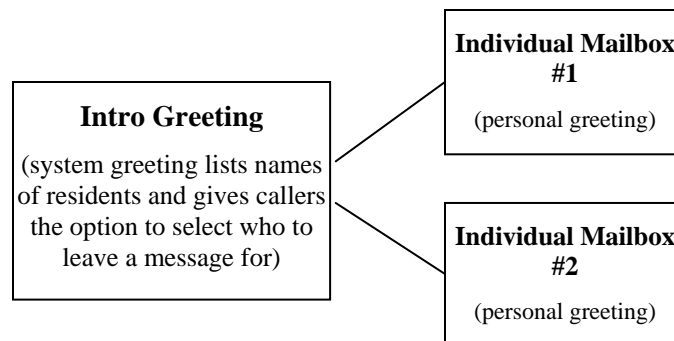 Intro Greeting
(system greeting lists names
of residents and gives callers
the option to select who to
leave a message for)
Individual Mailbox
#1
(personal greeting)
Individual Mailbox
#2
(personal greeting)